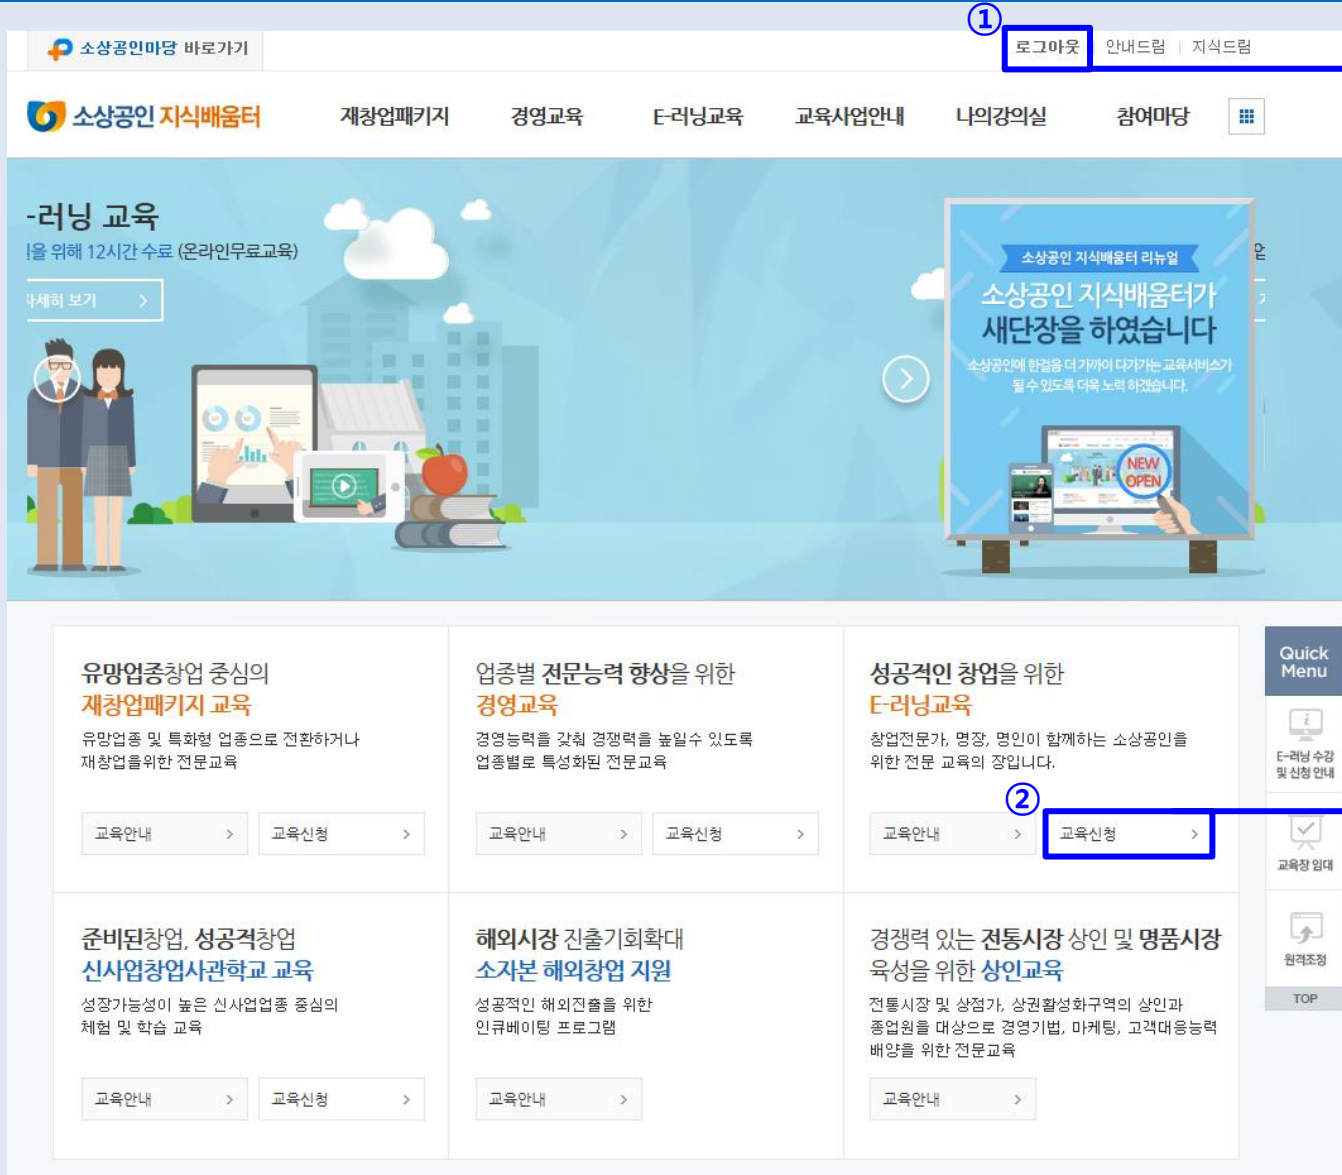 ①
소상공인마당 바로가기
로그아웃 안내드림 | 지식드림
소상공인 지식배움터 재창업패키지 경영교육 E-러닝교육 교육사업안내 나의강의실 참여마당
-러닝 교육
을 위해 12시간 수료 (온라인무료교육)
자세히 보기 >
소상공인 지식배움터 리뉴얼
소상공인 지식배움터가
새단장을 하였습니다
소상공인에 한걸음 더 가까이 다가가는 교육서비스가
될 수 있도록 더욱 노력 하겠습니다.
NEW
OPEN
유망업종창업 중심의
재창업패키지 교육
유망업종 및 특화형 업종으로 전환하거나
재창업을위한 전문교육
교육안내 > 교육신청 >
업종별 전문능력 향상을 위한
경영교육
경영능력을 갖춰 경쟁력을 높일수 있도록
업종별로 특성화된 전문교육
교육안내 > 교육신청 >
성공적인 창업을 위한
E-러닝교육
창업전문가, 명장, 명인이 함께하는 소상공인을
위한 전문 교육의 장입니다.
②
교육안내 > 교육신청 >
준비된창업, 성공적창업
신사업창업사관학교 교육
성장가능성이 높은 신사업업종 중심의
체험 및 학습 교육
교육안내 > 교육신청 >
해외시장 진출기회확대
소자본 해외창업 지원
성공적인 해외진출을 위한
인큐베이팅 프로그램
교육안내 >
경쟁력 있는 전통시장 상인 및 명품시장
육성을 위한 상인교육
전통시장 및 상점가, 상권활성화구역의 상인과
종업원을 대상으로 경영기법, 마케팅, 고객대응능력
배양을 위한 전문교육
교육안내 >
Quick
Menu
E-러닝 수강
및 신청 안내
교육장 임대
원격조정
TOP